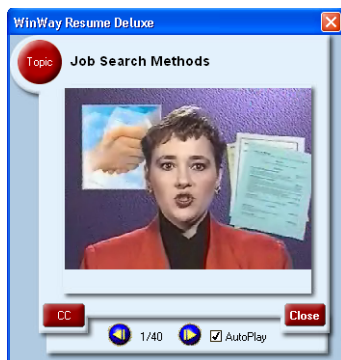 WinWay Resume Deluxe
Topic
Job Search Methods
CC
Close
1/40
AutoPlay